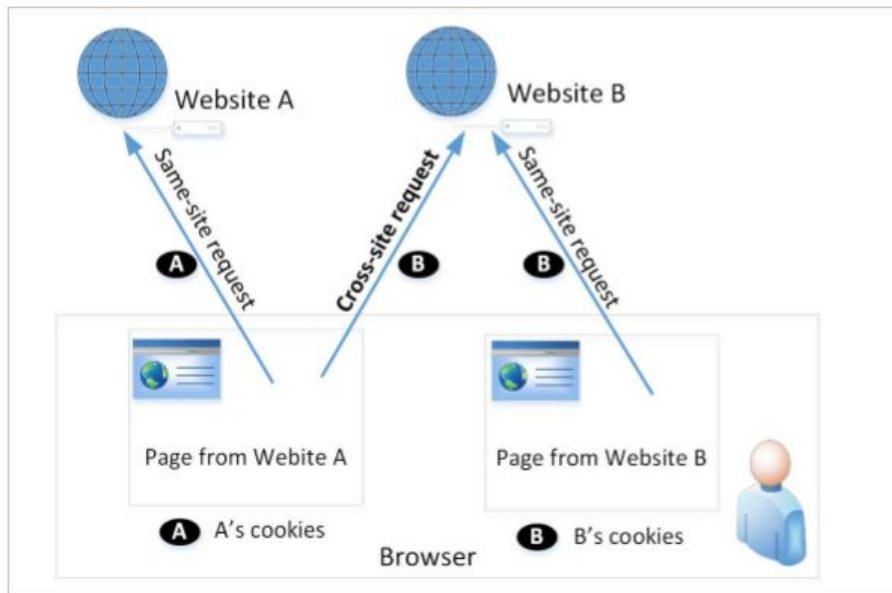 Website A
Website B
Same-site request
Cross-site request
Same-site request
A
B
B
Page from Webite A
Page from Website B
A A's cookies
B B's cookies
Browser